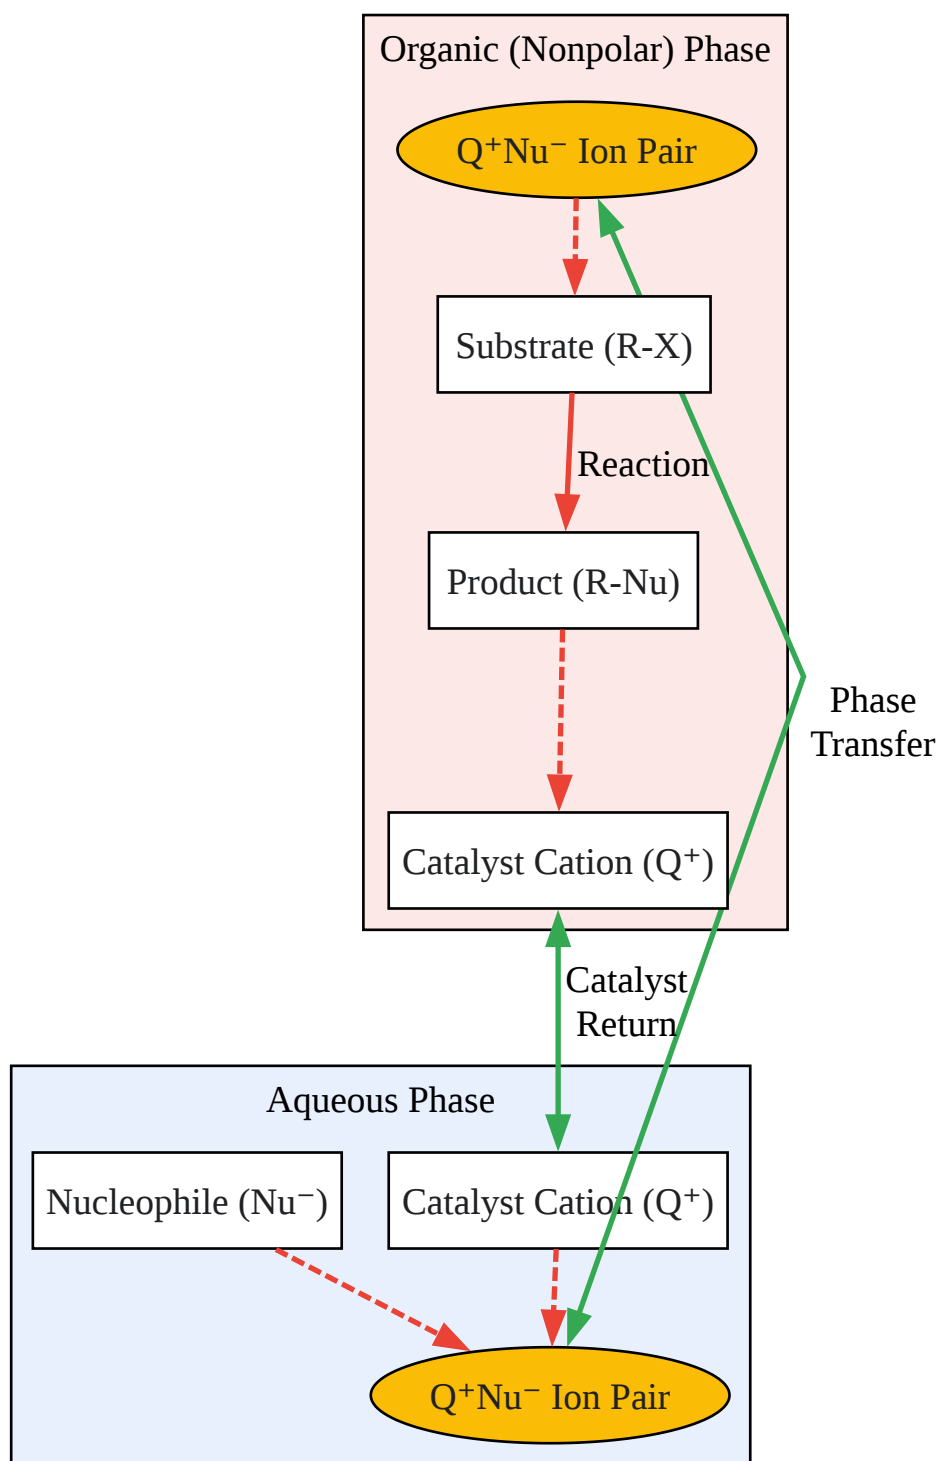 Organic (Nonpolar) Phase
Q⁺Nu⁻ Ion Pair
Substrate (R-X)
Reaction
Product (R-Nu)
Phase
Transfer
Catalyst Cation (Q⁺)
Catalyst
Return
Aqueous Phase
Nucleophile (Nu⁻)
Catalyst Cation (Q⁺)
Q⁺Nu⁻ Ion Pair